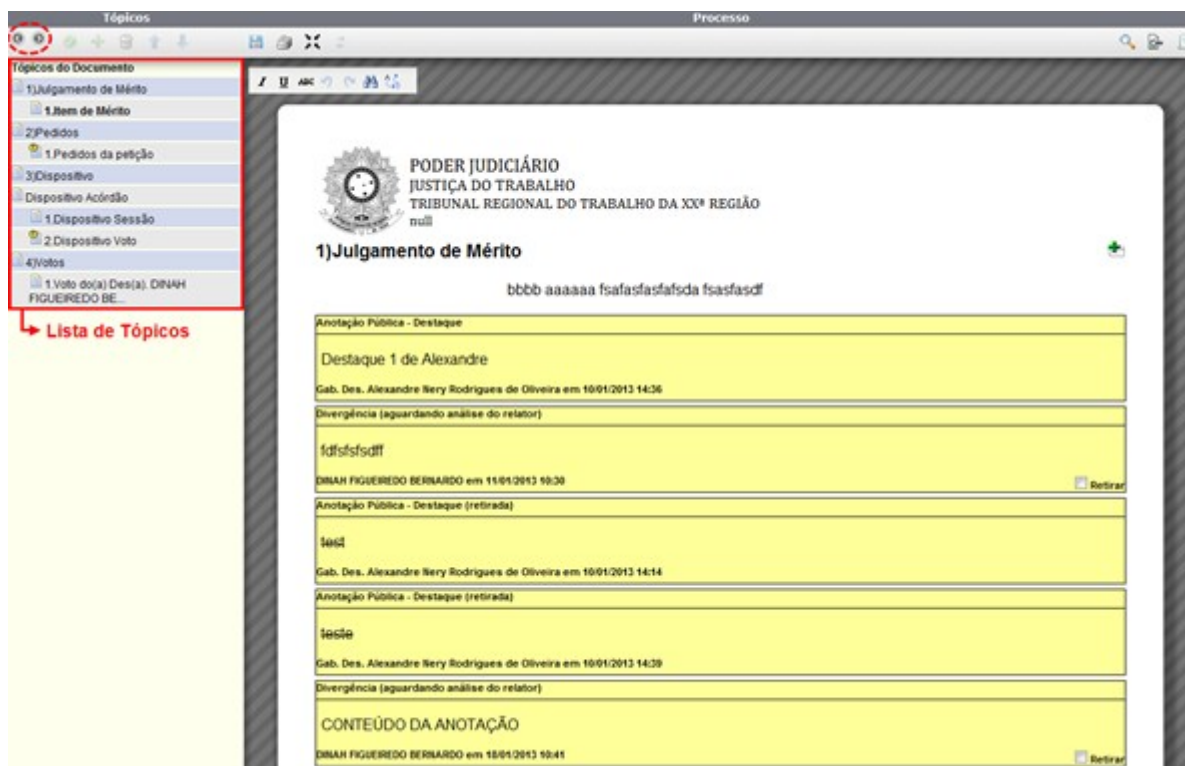 Tópicos
Processo
Tópicos do Documento
1)Julgamento de Mérito
1.Item de Mérito
2)Pedidos
1.Pedidos da petição
3)Dispositivo
Dispositivo Acórdão
1.Dispositivo Sessão
2.Dispositivo Voto
4)Votos
1.Voto do(a) Des(a). DINAH
FIGUEIREDO BE...
Lista de Tópicos
I U ABC
PODER JUDICIÁRIO
JUSTIÇA DO TRABALHO
TRIBUNAL REGIONAL DO TRABALHO DA XXª REGIÃO
null
1)Julgamento de Mérito
bbbb aaaaaa fsafasfasfafsda fsasfasdf
Anotação Pública - Destaque
Destaque 1 de Alexandre
Gab. Des. Alexandre Nery Rodrigues de Oliveira em 10/01/2013 14:36
Divergência (aguardando análise do relator)
fdfsfsfsdff
DINAH FIGUEIREDO BERNARDO em 11/01/2013 10:30
Retirar
Anotação Pública - Destaque (retirada)
test
Gab. Des. Alexandre Nery Rodrigues de Oliveira em 10/01/2013 14:14
Anotação Pública - Destaque (retirada)
teste
Gab. Des. Alexandre Nery Rodrigues de Oliveira em 10/01/2013 14:39
Divergência (aguardando análise do relator)
CONTEÚDO DA ANOTAÇÃO
DINAH FIGUEIREDO BERNARDO em 18/01/2013 10:41
Retirar